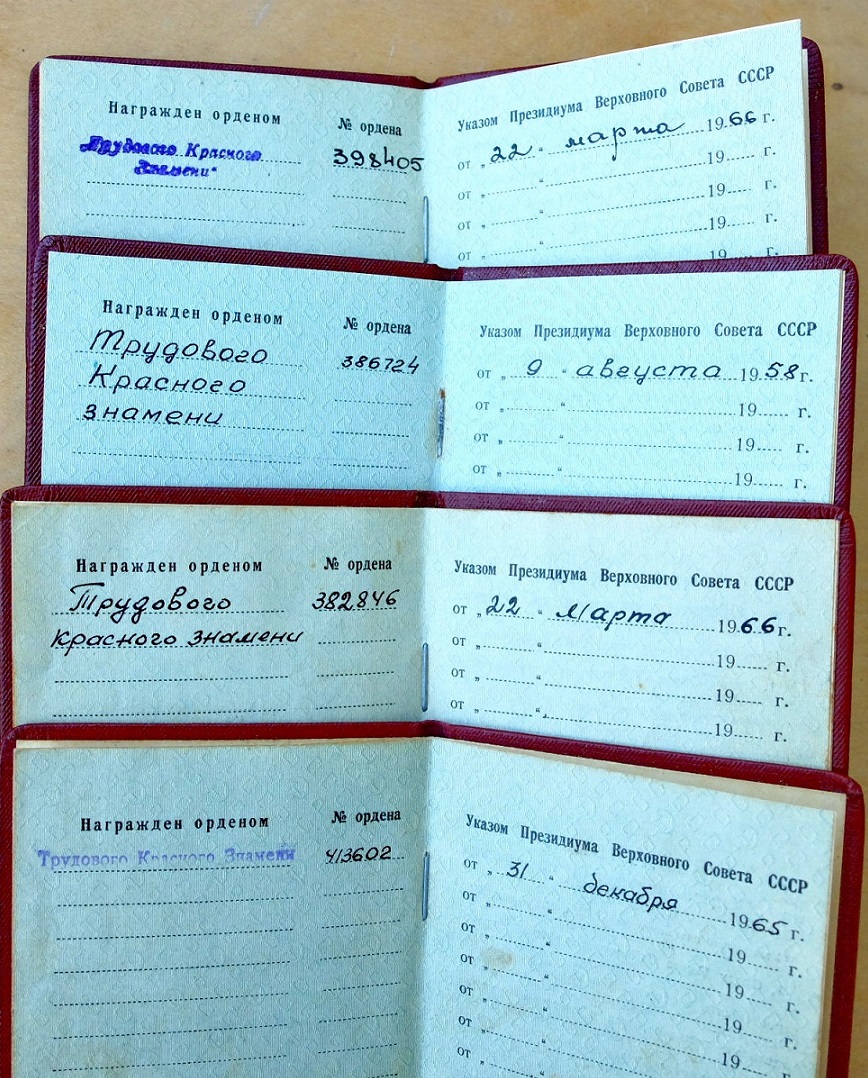 Награжден орденом
№ ордена
„Трудового Красного
Знамени"
398405
Указом Президиума Верховного Совета СССР
от „ 22 " марта 1966 г.
от „ " 19 г.
от „ " 19 г.
от „ " 19 г.
от „ " 19 г.
Награжден орденом
№ ордена
Трудового
386724
Красного
знамени
Указом Президиума Верховного Совета СССР
от „ 9 " августа 1958 г.
от „ " 19 г.
от „ " 19 г.
от „ " 19 г.
Награжден орденом
№ ордена
Трудового
382846
красного знамени
Указом Президиума Верховного Совета СССР
от „ 22 " марта 1966 г.
от „ " 19 г.
от „ " 19 г.
от „ " 19 г.
Награжден орденом
№ ордена
Трудового Красного Знамени
413602
Указом Президиума Верховного Совета СССР
от „ 31 " декабря 1965 г.
от „ " 19 г.
от „ " 19 г.
от „ " 19 г.
от „ " 19 г.
от „ " 19 г.